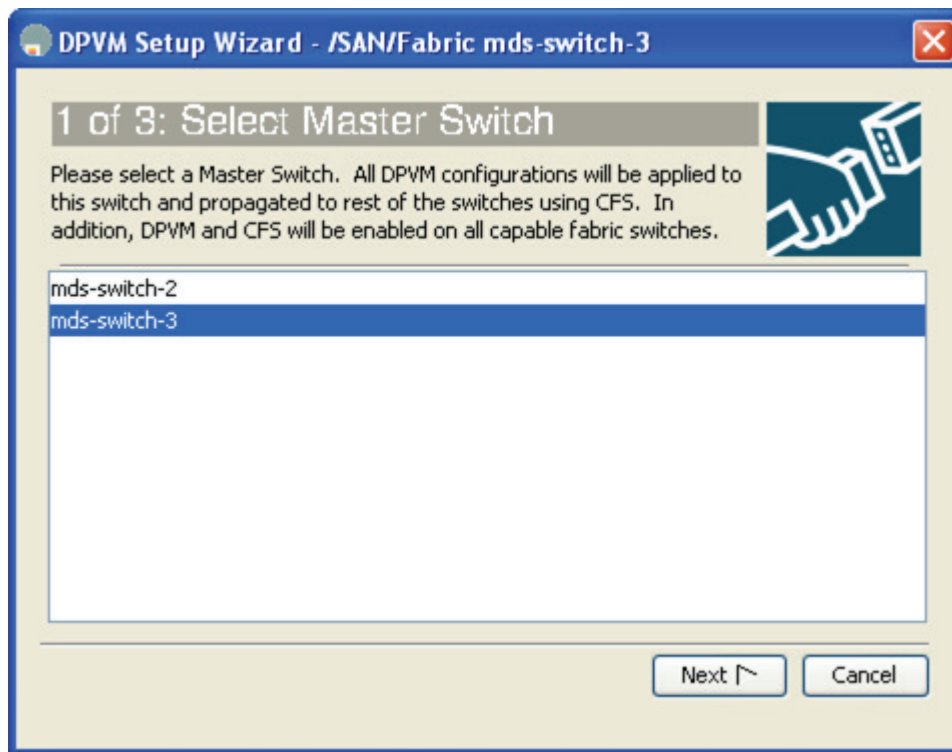 DPVM Setup Wizard - /SAN/Fabric mds-switch-3
1 of 3: Select Master Switch
Please select a Master Switch. All DPVM configurations will be applied to
this switch and propagated to rest of the switches using CFS. In
addition, DPVM and CFS will be enabled on all capable fabric switches.
mds-switch-2
mds-switch-3
Next
Cancel